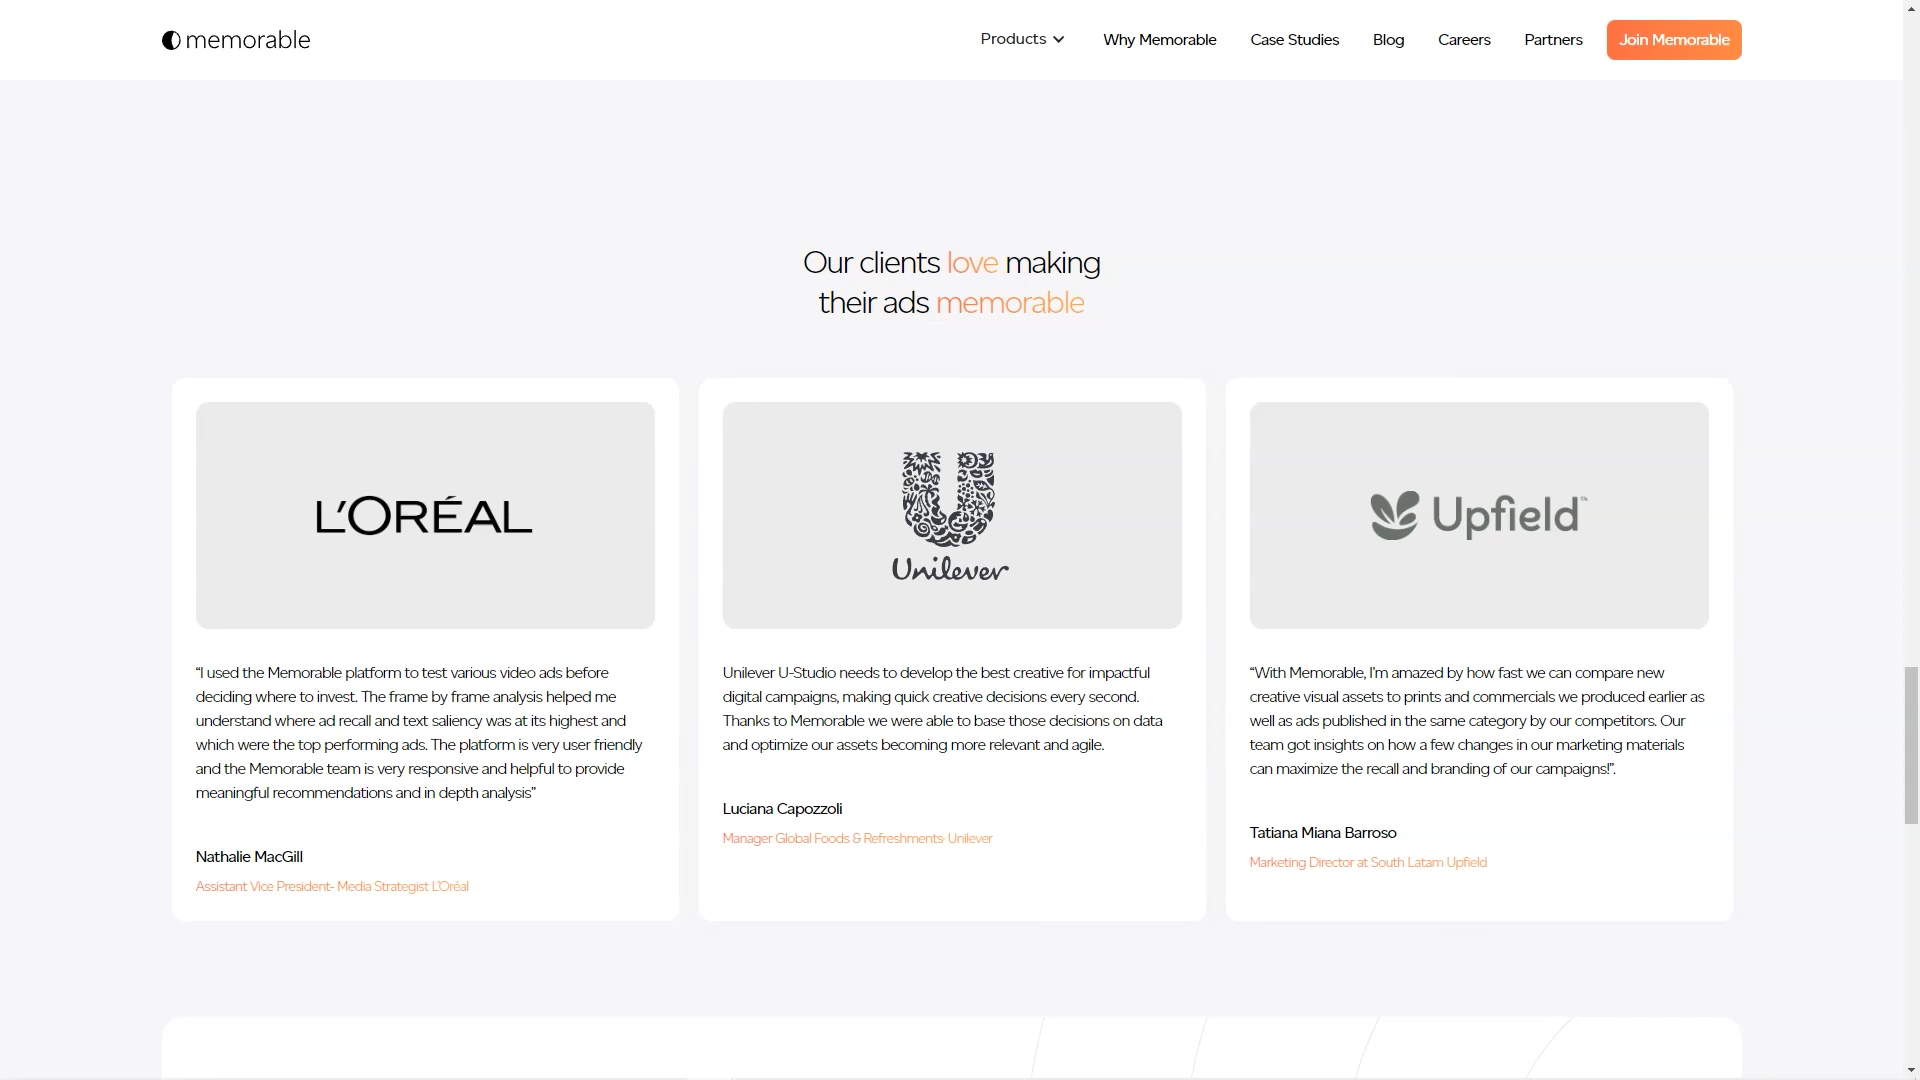 memorable
Products
Why Memorable
Case Studies
Blog
Careers
Partners
Join Memorable
Our clients love making
their ads memorable
L'ORÉAL
“I used the Memorable platform to test various video ads before
deciding where to invest. The frame by frame analysis helped me
understand where ad recall and text saliency was at its highest and
which were the top performing ads. The platform is very user friendly
and the Memorable team is very responsive and helpful to provide
meaningful recommendations and in depth analysis”
Nathalie MacGill
Assistant Vice President- Media Strategist L'Oréal
Unilever
Unilever U-Studio needs to develop the best creative for impactful
digital campaigns, making quick creative decisions every second.
Thanks to Memorable we were able to base those decisions on data
and optimize our assets becoming more relevant and agile.
Luciana Capozzoli
Manager Global Foods & Refreshments· Unilever
Upfield™
“With Memorable, I'm amazed by how fast we can compare new
creative visual assets to prints and commercials we produced earlier as
well as ads published in the same category by our competitors. Our
team got insights on how a few changes in our marketing materials
can maximize the recall and branding of our campaigns!”.
Tatiana Miana Barroso
Marketing Director at South Latam Upfield